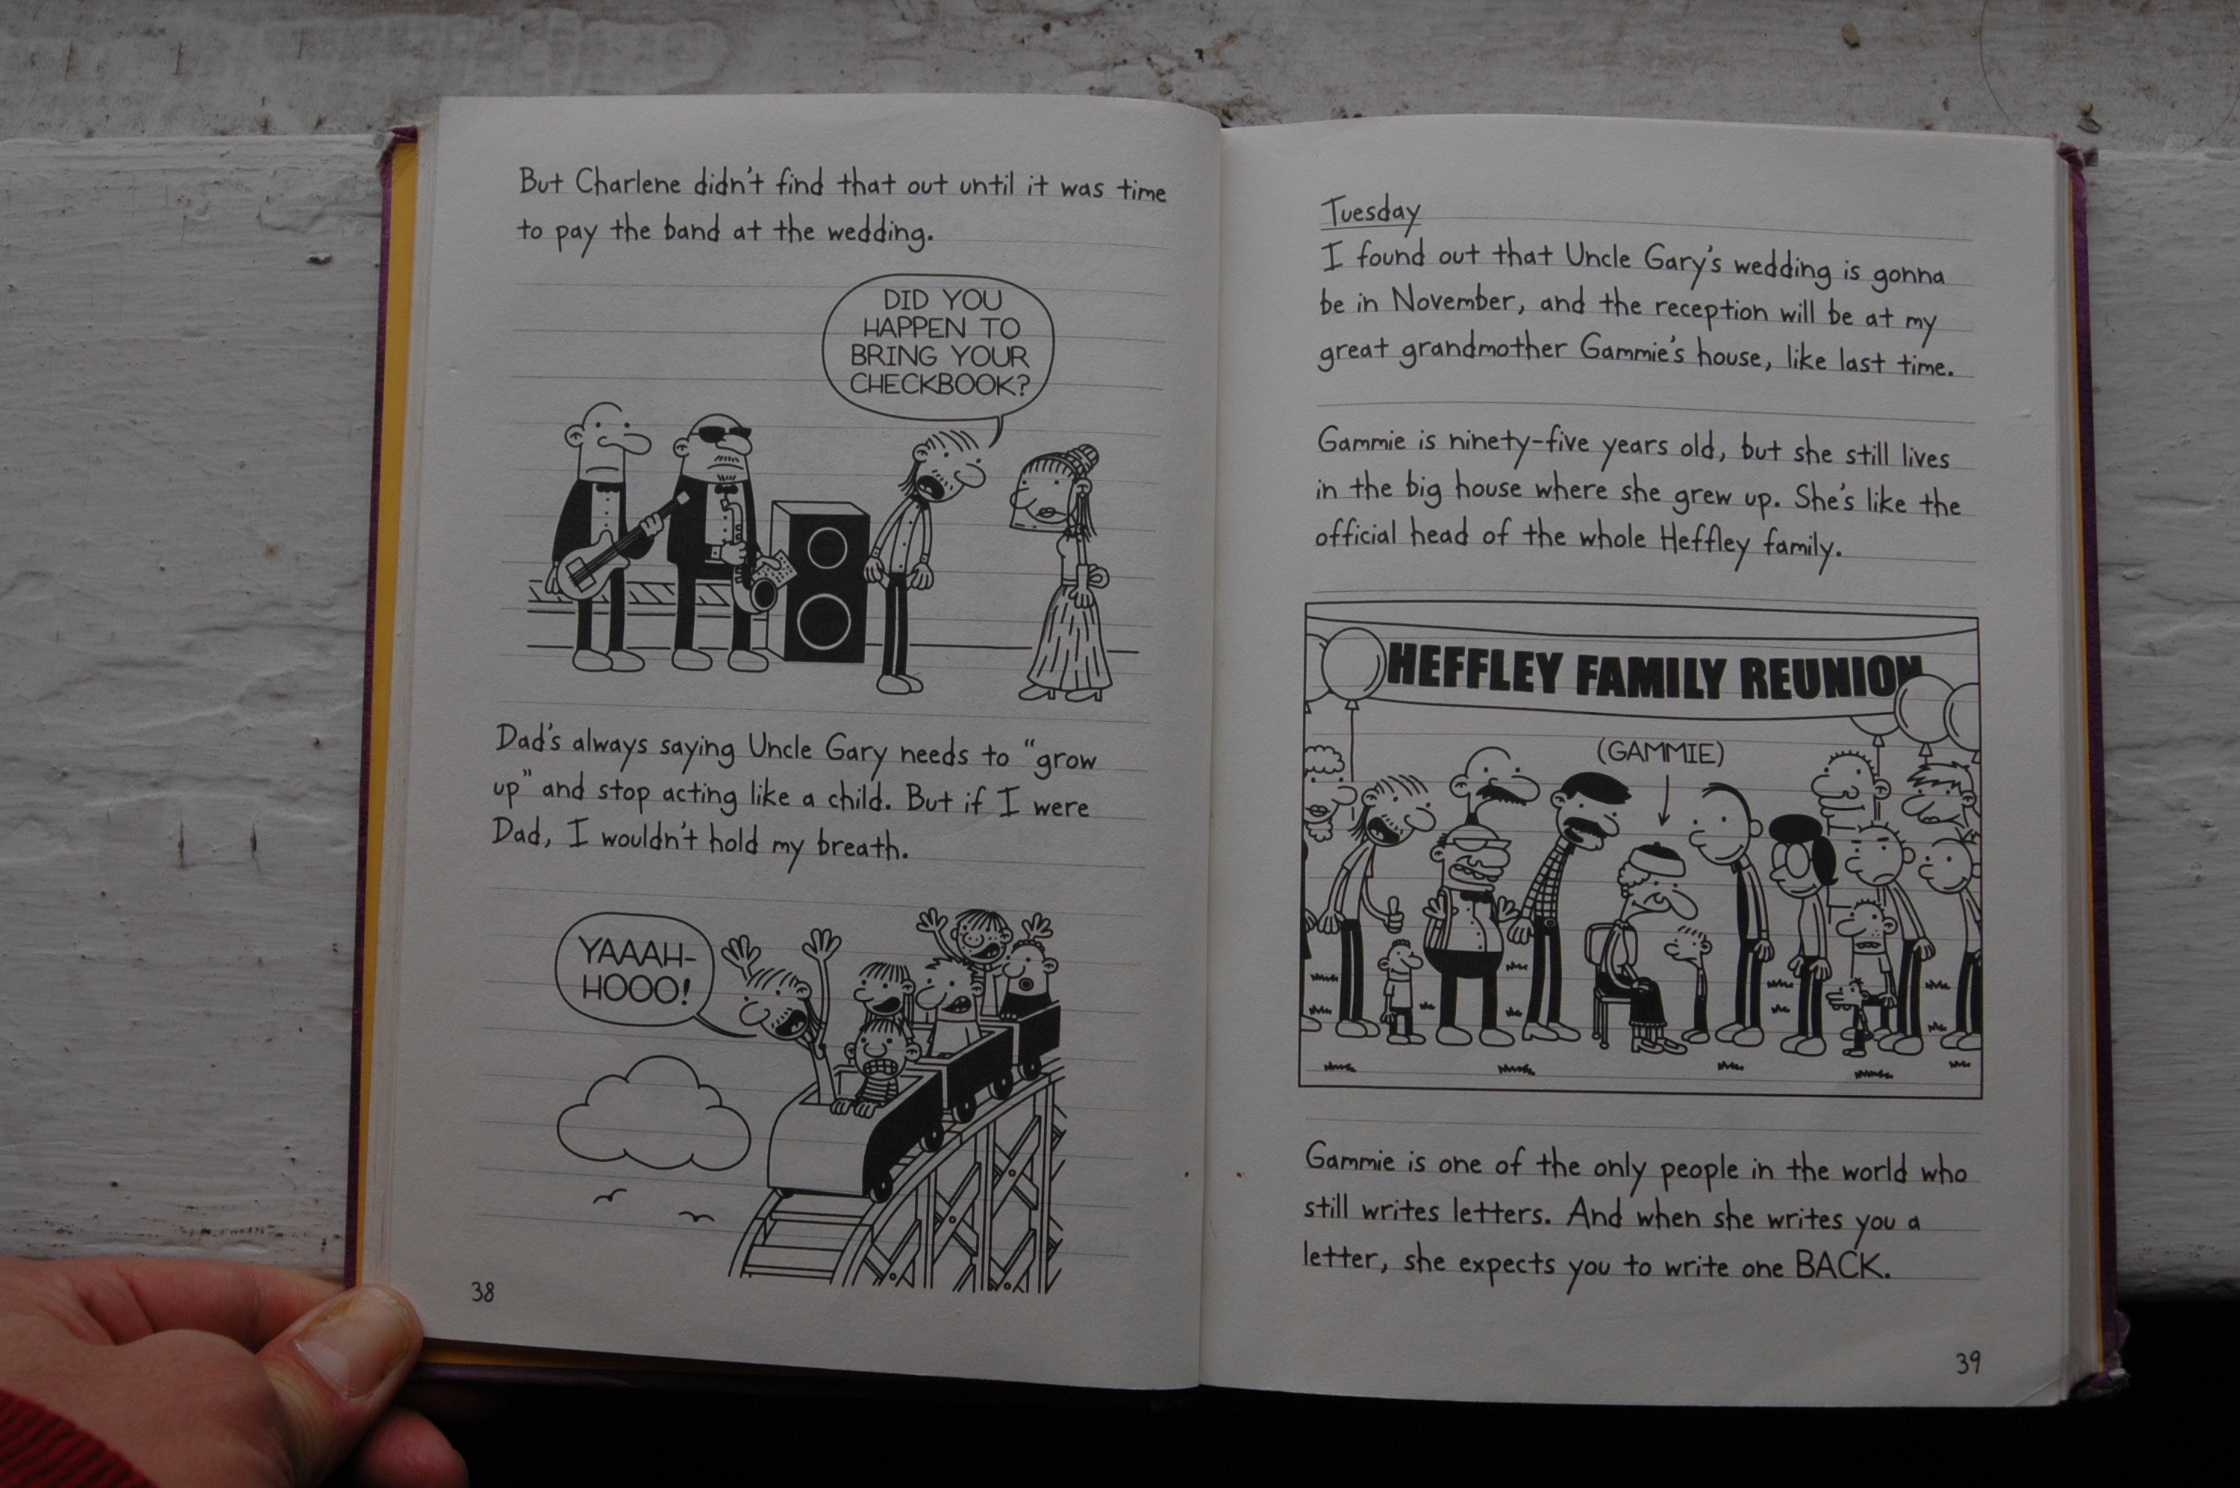 But Charlene didn't find that out until it was time
to pay the band at the wedding.
DID YOU
HAPPEN TO
BRING YOUR
CHECKBOOK?
Dad's always saying Uncle Gary needs to "grow
up" and stop acting like a child. But if I were
Dad, I wouldn't hold my breath.
YAAAH-
HOOO!
38
Tuesday
I found out that Uncle Gary's wedding is gonna
be in November, and the reception will be at my
great grandmother Gammie's house, like last time.
Gammie is ninety-five years old, but she still lives
in the big house where she grew up. She's like the
official head of the whole Heffley family.
HEFFLEY FAMILY REUNION
(GAMMIE)
Gammie is one of the only people in the world who
still writes letters. And when she writes you a
letter, she expects you to write one BACK.
39